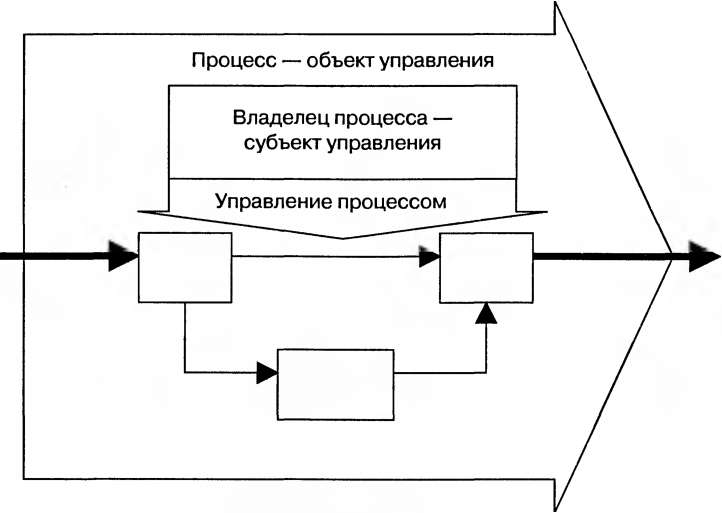 Процесс — объект управления
Владелец процесса —
субъект управления
Управление процессом